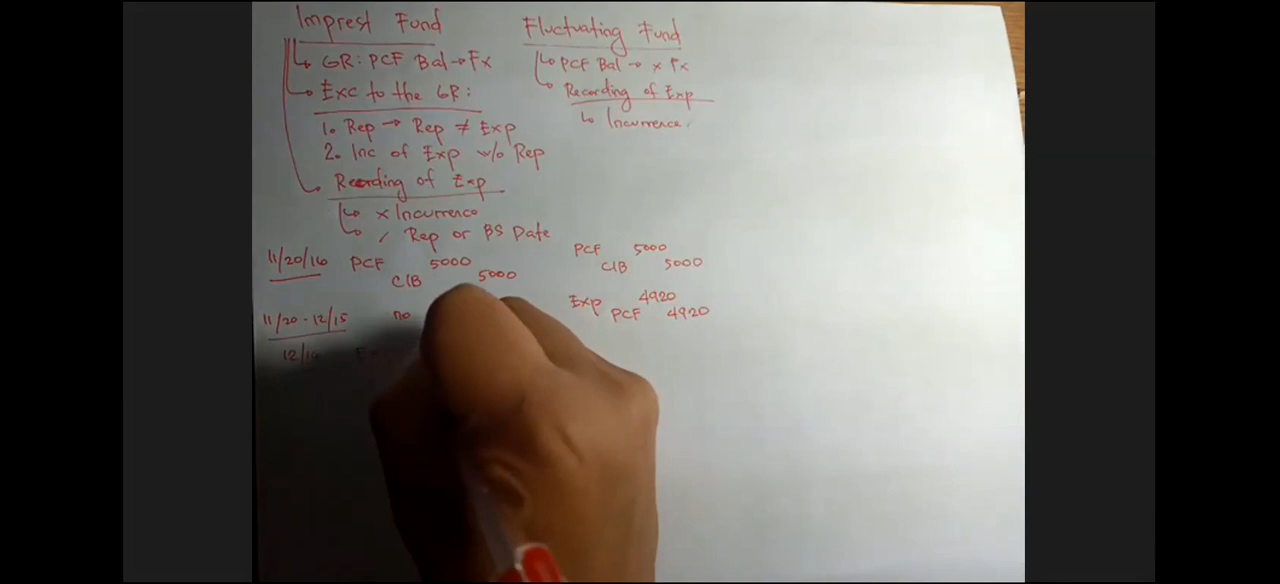 Imprest Fund
GR: PCF Bal → Fx
Exc to the GR:
1. Rep → Rep ≠ Exp
2. Inc of Exp w/o Rep
Recording of Exp
x Incurrence
/ Rep or BS Date
Fluctuating Fund
PCF Bal → x Fx
Recording of Exp
Incurrence.
11/20/16 PCF 5000
CIB 5000
PCF 5000
CIB 5000
11/20 - 12/15 no
Exp 4920
PCF 4920
12/